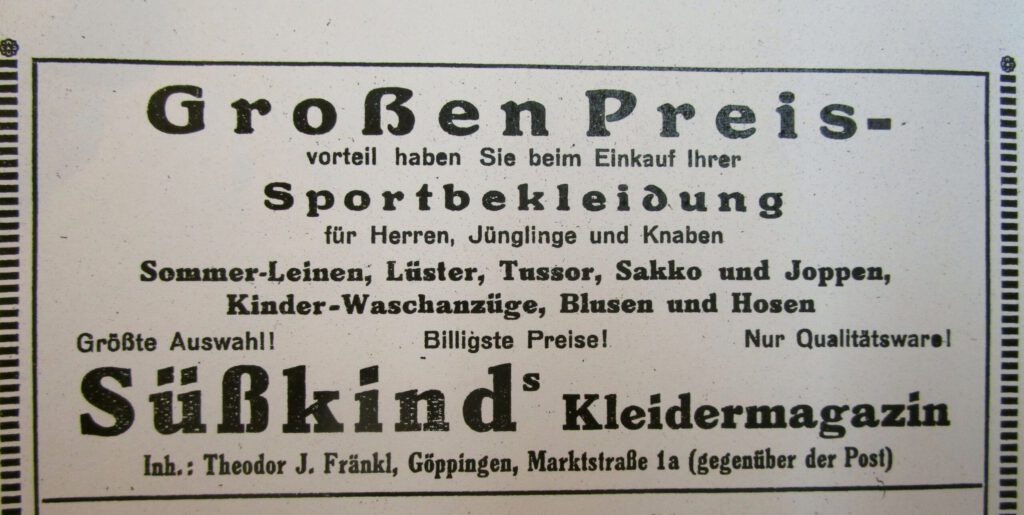 Großen Preis-
vorteil haben Sie beim Einkauf Ihrer
Sportbekleidung
für Herren, Jünglinge und Knaben
Sommer-Leinen, Lüster, Tussor, Sakko und Joppen,
Kinder-Waschanzüge, Blusen und Hosen
Größte Auswahl! Billigste Preise! Nur Qualitätsware!
Süßkinds Kleidermagazin
Inh.: Theodor J. Fränkl, Göppingen, Marktstraße 1a (gegenüber der Post)